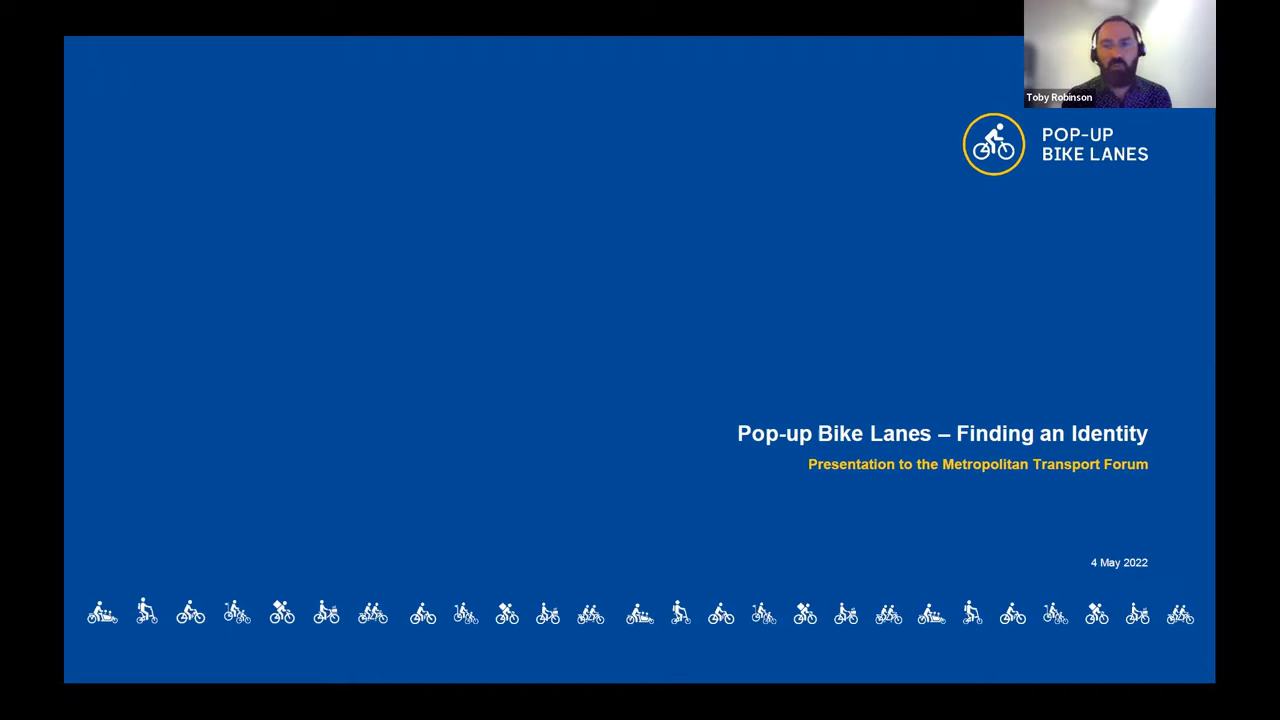 Toby Robinson
POP-UP
BIKE LANES
Pop-up Bike Lanes – Finding an Identity
Presentation to the Metropolitan Transport Forum
4 May 2022